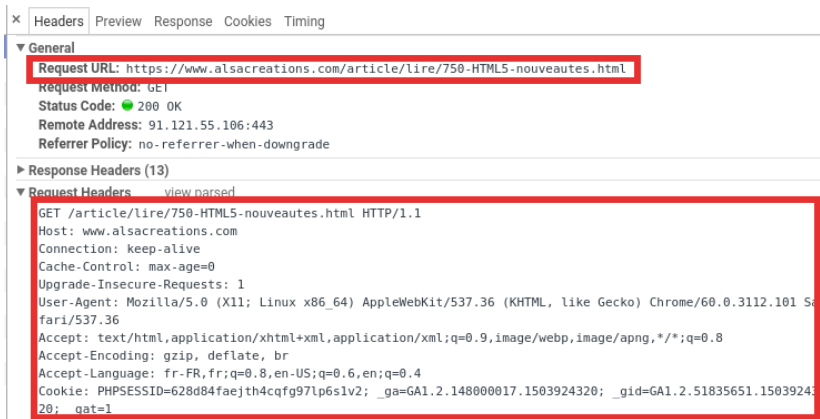 × Headers Preview Response Cookies Timing
▼ General
Request URL: https://www.alsacreations.com/article/lire/750-HTML5-nouveautes.html
Request Method: GET
Status Code: 200 OK
Remote Address: 91.121.55.106:443
Referrer Policy: no-referrer-when-downgrade
▶ Response Headers (13)
▼ Request Headers view parsed
GET /article/lire/750-HTML5-nouveautes.html HTTP/1.1
Host: www.alsacreations.com
Connection: keep-alive
Cache-Control: max-age=0
Upgrade-Insecure-Requests: 1
User-Agent: Mozilla/5.0 (X11; Linux x86_64) AppleWebKit/537.36 (KHTML, like Gecko) Chrome/60.0.3112.101 Sa
fari/537.36
Accept: text/html,application/xhtml+xml,application/xml;q=0.9,image/webp,image/apng,*/*;q=0.8
Accept-Encoding: gzip, deflate, br
Accept-Language: fr-FR,fr;q=0.8,en-US;q=0.6,en;q=0.4
Cookie: PHPSESSID=628d84faejth4cqfg97lp6s1v2; _ga=GA1.2.148000017.1503924320; _gid=GA1.2.51835651.15039243
20; _gat=1